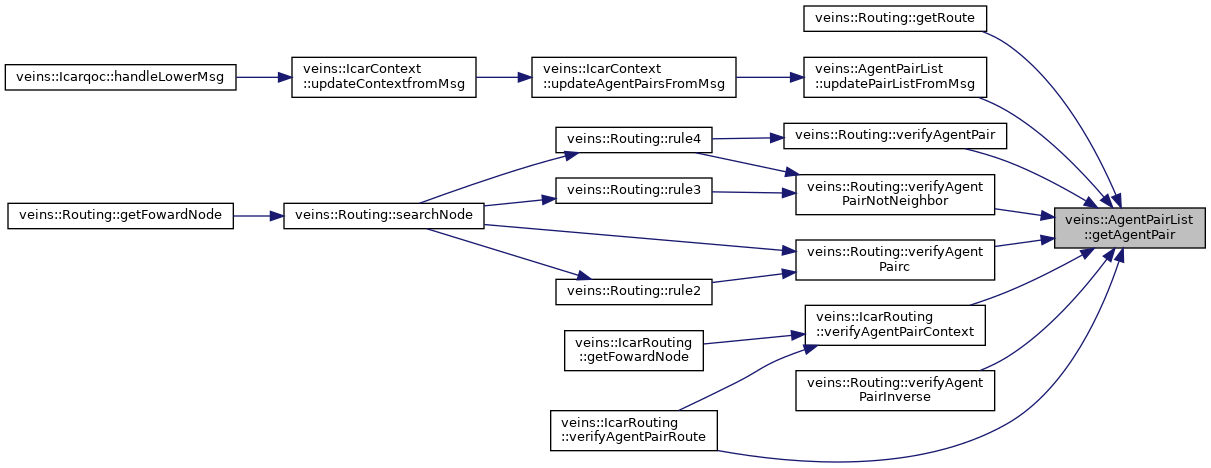 veins::Routing::getRoute
veins::Icarqoc::handleLowerMsg
veins::IcarContext
::updateContextfromMsg
veins::IcarContext
::updateAgentPairsFromMsg
veins::AgentPairList
::updatePairListFromMsg
veins::Routing::rule4
veins::Routing::verifyAgentPair
veins::Routing::rule3
veins::Routing::verifyAgent
PairNotNeighbor
veins::Routing::getFowardNode
veins::Routing::searchNode
veins::AgentPairList
::getAgentPair
veins::Routing::verifyAgent
Pairc
veins::Routing::rule2
veins::IcarRouting
::verifyAgentPairContext
veins::IcarRouting
::getFowardNode
veins::Routing::verifyAgent
PairInverse
veins::IcarRouting
::verifyAgentPairRoute